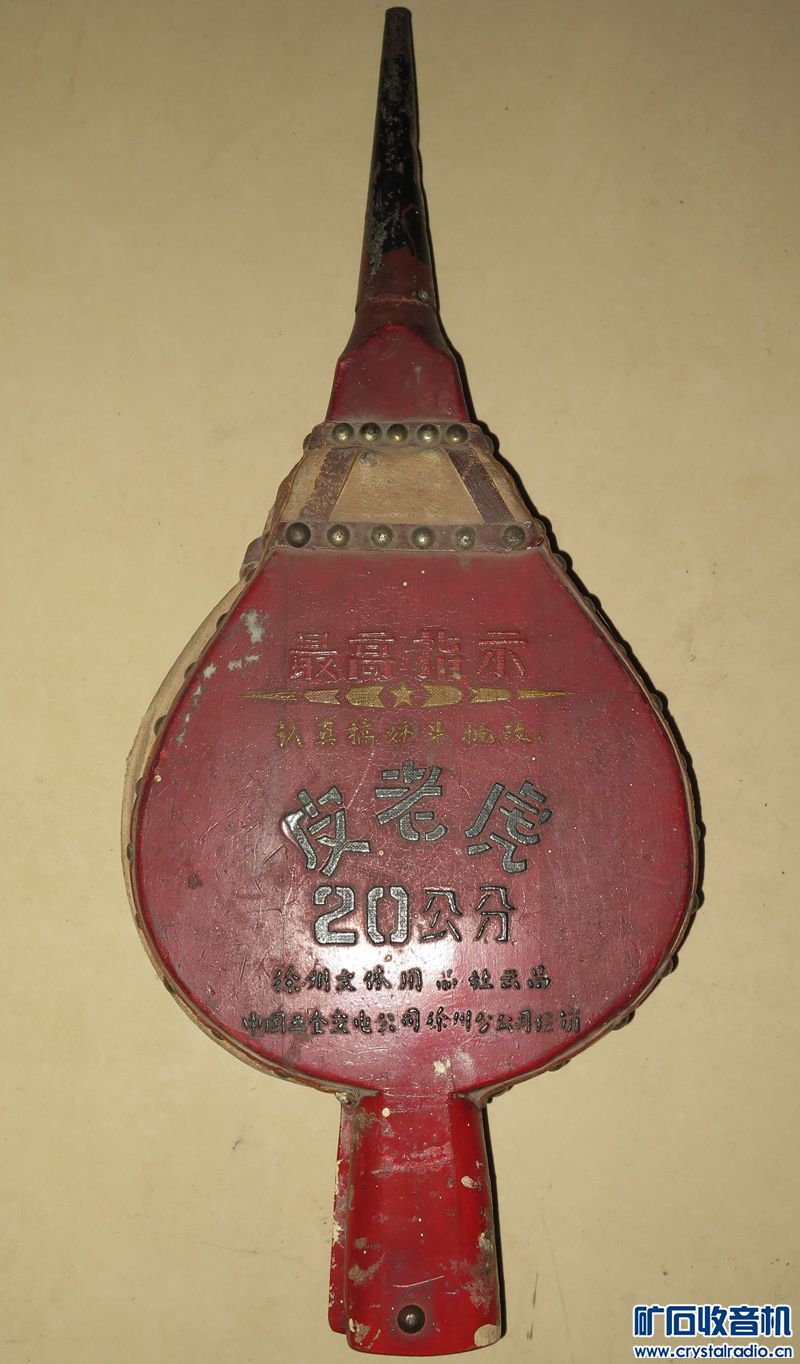 最高指示
认真搞好斗批改
皮老虎
20公分
徐州文体用品社出品
中国五金交电公司徐州分公司经销
矿石收音机
www.crystalradio.cn